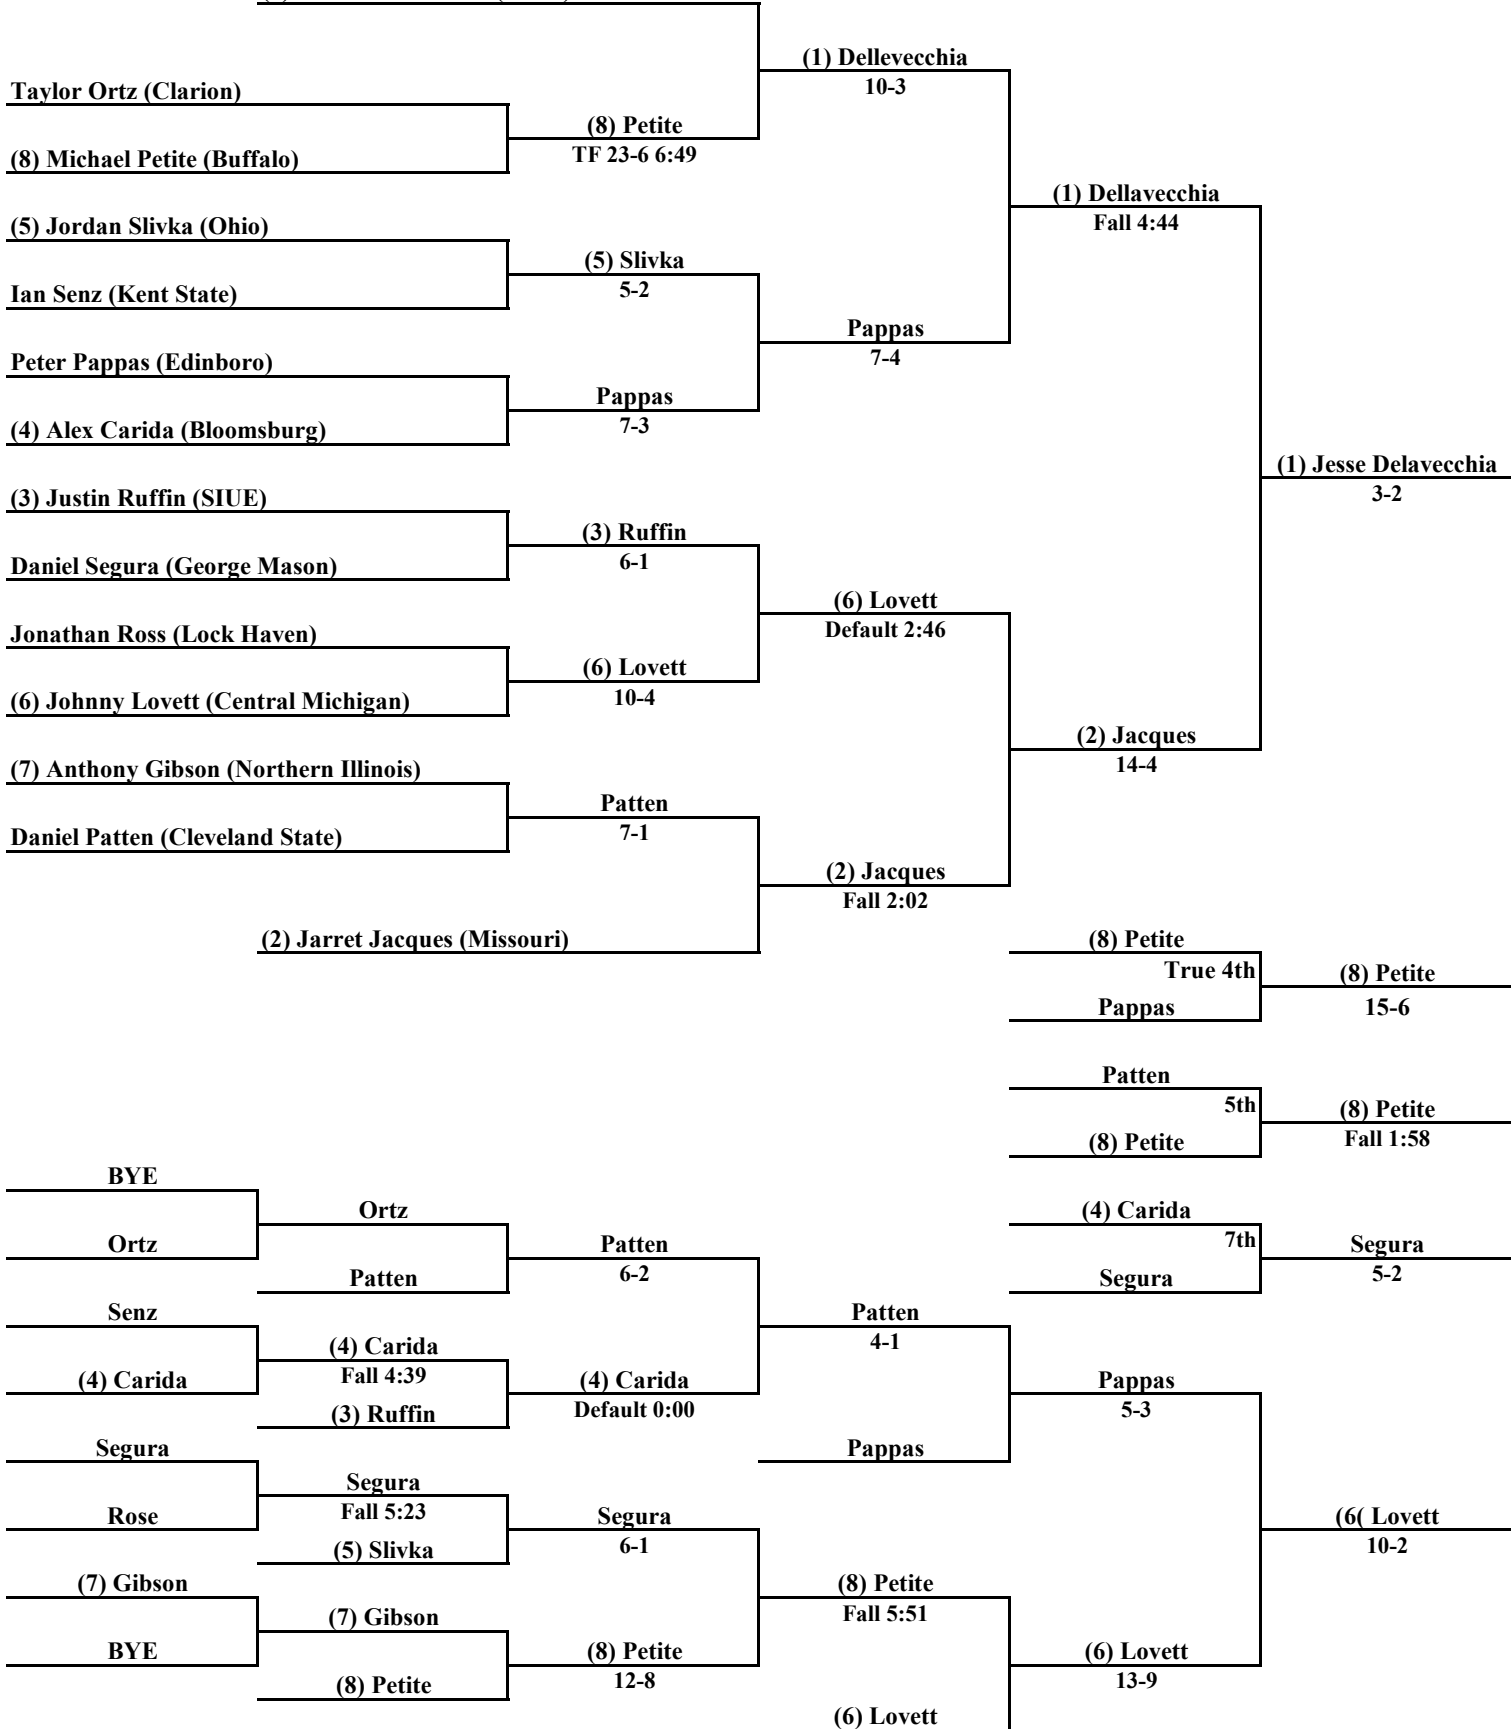 (1) Dellevecchia
10-3
Taylor Ortz (Clarion)
(8) Petite
TF 23-6 6:49
(8) Michael Petite (Buffalo)
(1) Dellavecchia
Fall 4:44
(5) Jordan Slivka (Ohio)
(5) Slivka
5-2
Ian Senz (Kent State)
Pappas
7-4
Peter Pappas (Edinboro)
Pappas
7-3
(4) Alex Carida (Bloomsburg)
(1) Jesse Delavecchia
3-2
(3) Justin Ruffin (SIUE)
(3) Ruffin
6-1
Daniel Segura (George Mason)
(6) Lovett
Default 2:46
Jonathan Ross (Lock Haven)
(6) Lovett
10-4
(6) Johnny Lovett (Central Michigan)
(2) Jacques
14-4
(7) Anthony Gibson (Northern Illinois)
Patten
7-1
Daniel Patten (Cleveland State)
(2) Jacques
Fall 2:02
(2) Jarret Jacques (Missouri)
(8) Petite
True 4th
(8) Petite
15-6
Pappas
Patten
5th
(8) Petite
Fall 1:58
(8) Petite
BYE
Ortz
(4) Carida
7th
Ortz
Patten
6-2
Segura
5-2
Patten
Segura
Senz
Patten
4-1
(4) Carida
Fall 4:39
(4) Carida
(4) Carida
Default 0:00
Pappas
5-3
(3) Ruffin
Segura
Pappas
Segura
Fall 5:23
Rose
Segura
6-1
(6( Lovett
10-2
(5) Slivka
(7) Gibson
(8) Petite
Fall 5:51
(7) Gibson
BYE
(8) Petite
12-8
(6) Lovett
13-9
(8) Petite
(6) Lovett